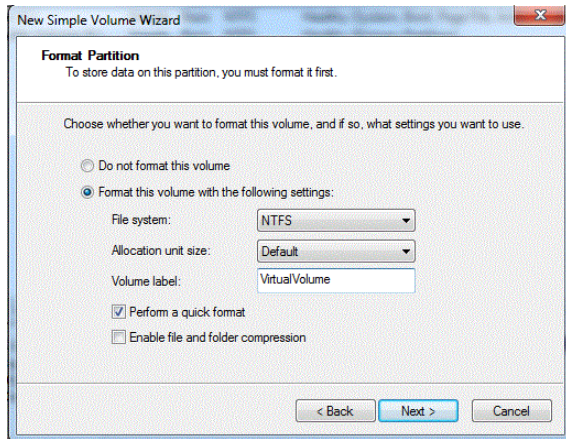 New Simple Volume Wizard
Format Partition
To store data on this partition, you must format it first.
Choose whether you want to format this volume, and if so, what settings you want to use.
Do not format this volume
Format this volume with the following settings:
File system: NTFS
Allocation unit size: Default
Volume label: VirtualVolume
Perform a quick format
Enable file and folder compression
< Back Next > Cancel